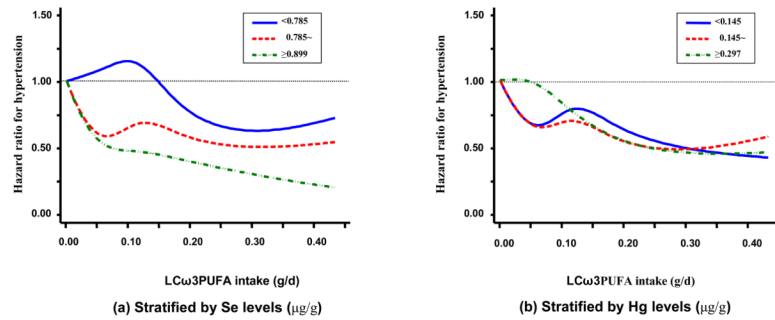 1.50
1.00
0.50
0.00
Hazard ratio for hypertension
<0.785
0.785~
≥0.899
0.00 0.10 0.20 0.30 0.40
LCω3PUFA intake (g/d)
(a) Stratified by Se levels (μg/g)
1.50
1.00
0.50
0.00
Hazard ratio for hypertension
<0.145
0.145~
≥0.297
0.00 0.10 0.20 0.30 0.40
LCω3PUFA intake (g/d)
(b) Stratified by Hg levels (μg/g)